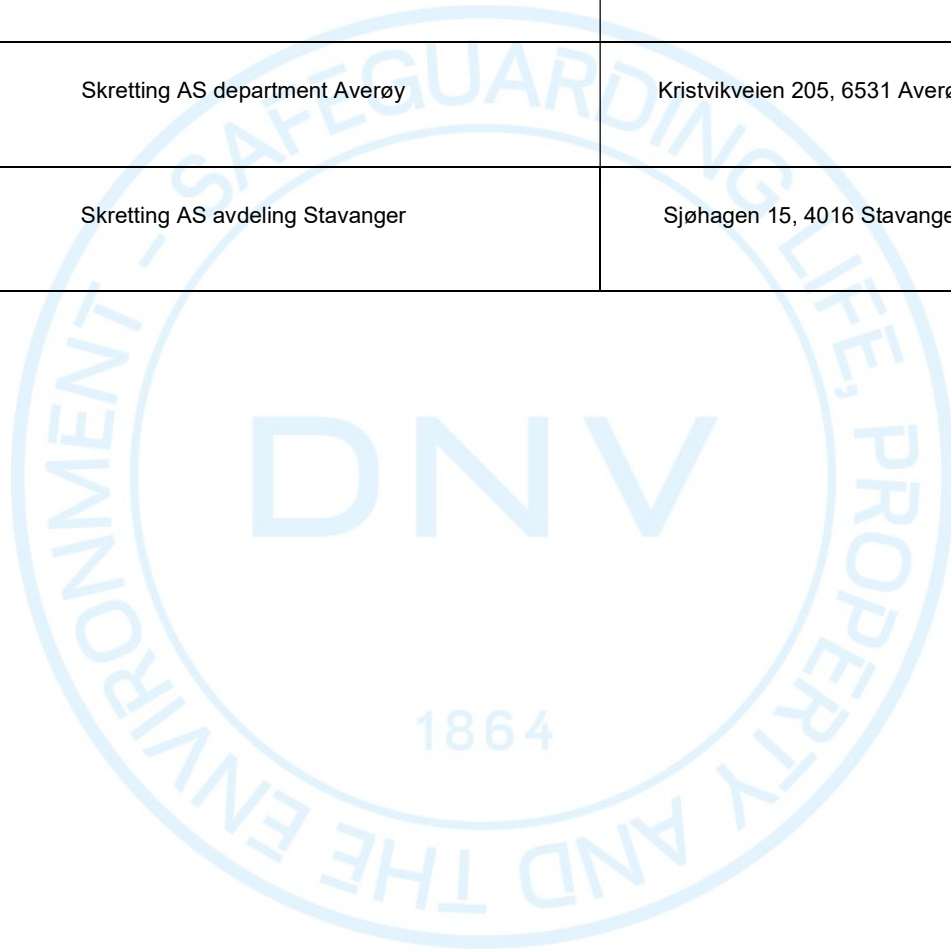 Skretting AS department Averøy
Kristvikveien 205, 6531 Averø
Skretting AS avdeling Stavanger
Sjøhagen 15, 4016 Stavange
SAFEGUARDING LIFE, PROPERTY AND THE ENVIRONMENT –
DNV
1864